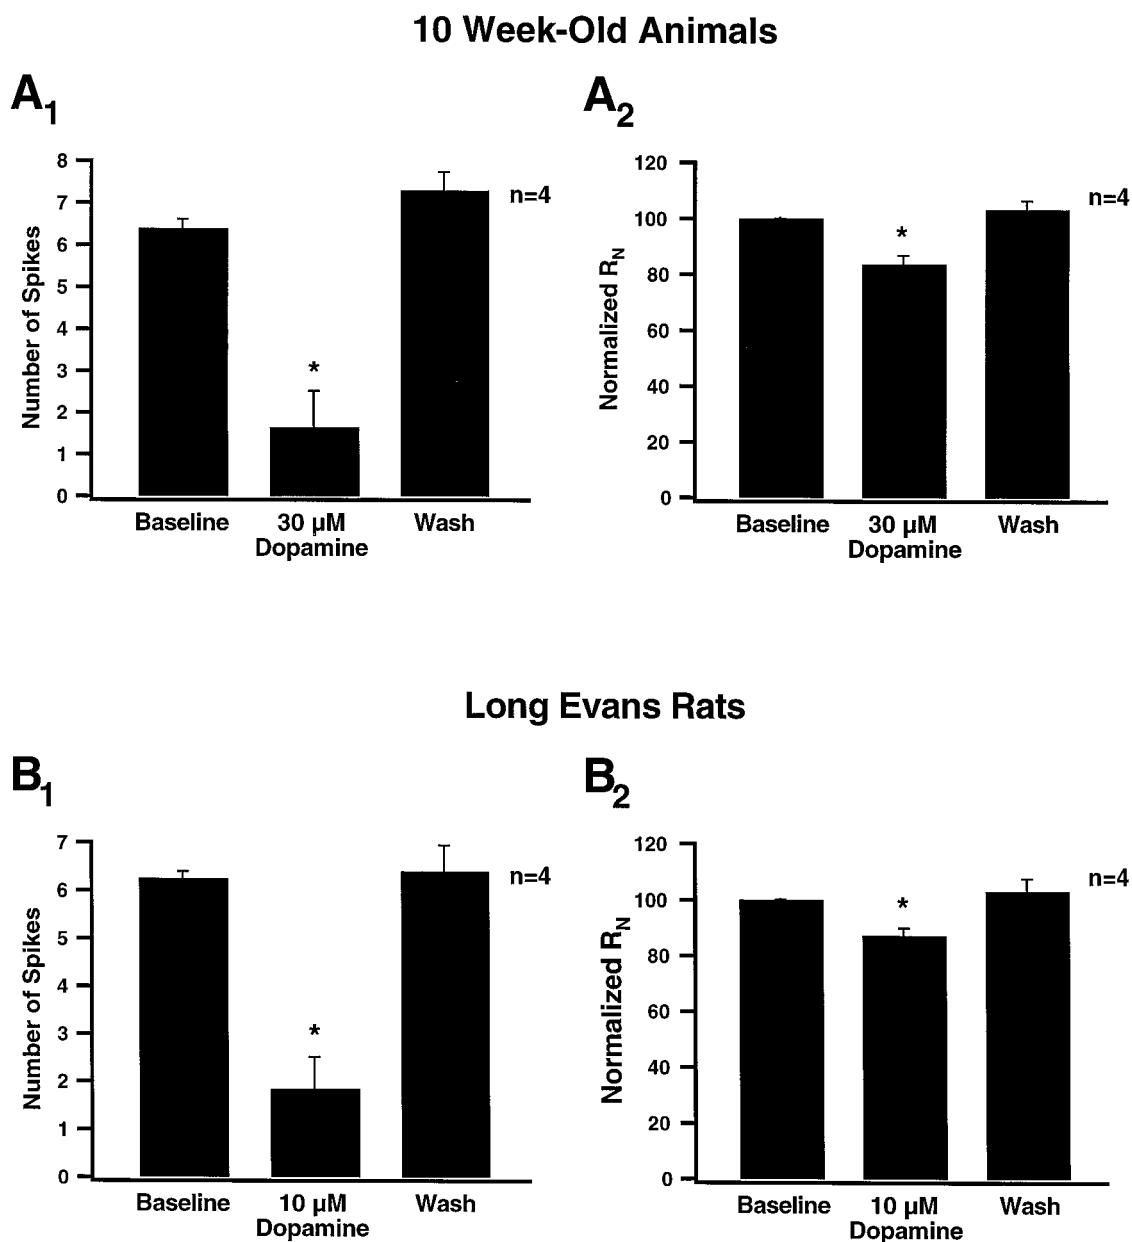 10 Week-Old Animals
A1
A2
8
7
6
5
4
3
2
1
0
Number of Spikes
n=4
*
Baseline
30 µM
Dopamine
Wash
120
100
80
60
40
20
0
Normalized RN
n=4
*
Baseline
30 µM
Dopamine
Wash
Long Evans Rats
B1
B2
7
6
5
4
3
2
1
0
Number of Spikes
n=4
*
Baseline
10 µM
Dopamine
Wash
120
100
80
60
40
20
0
Normalized RN
n=4
*
Baseline
10 µM
Dopamine
Wash